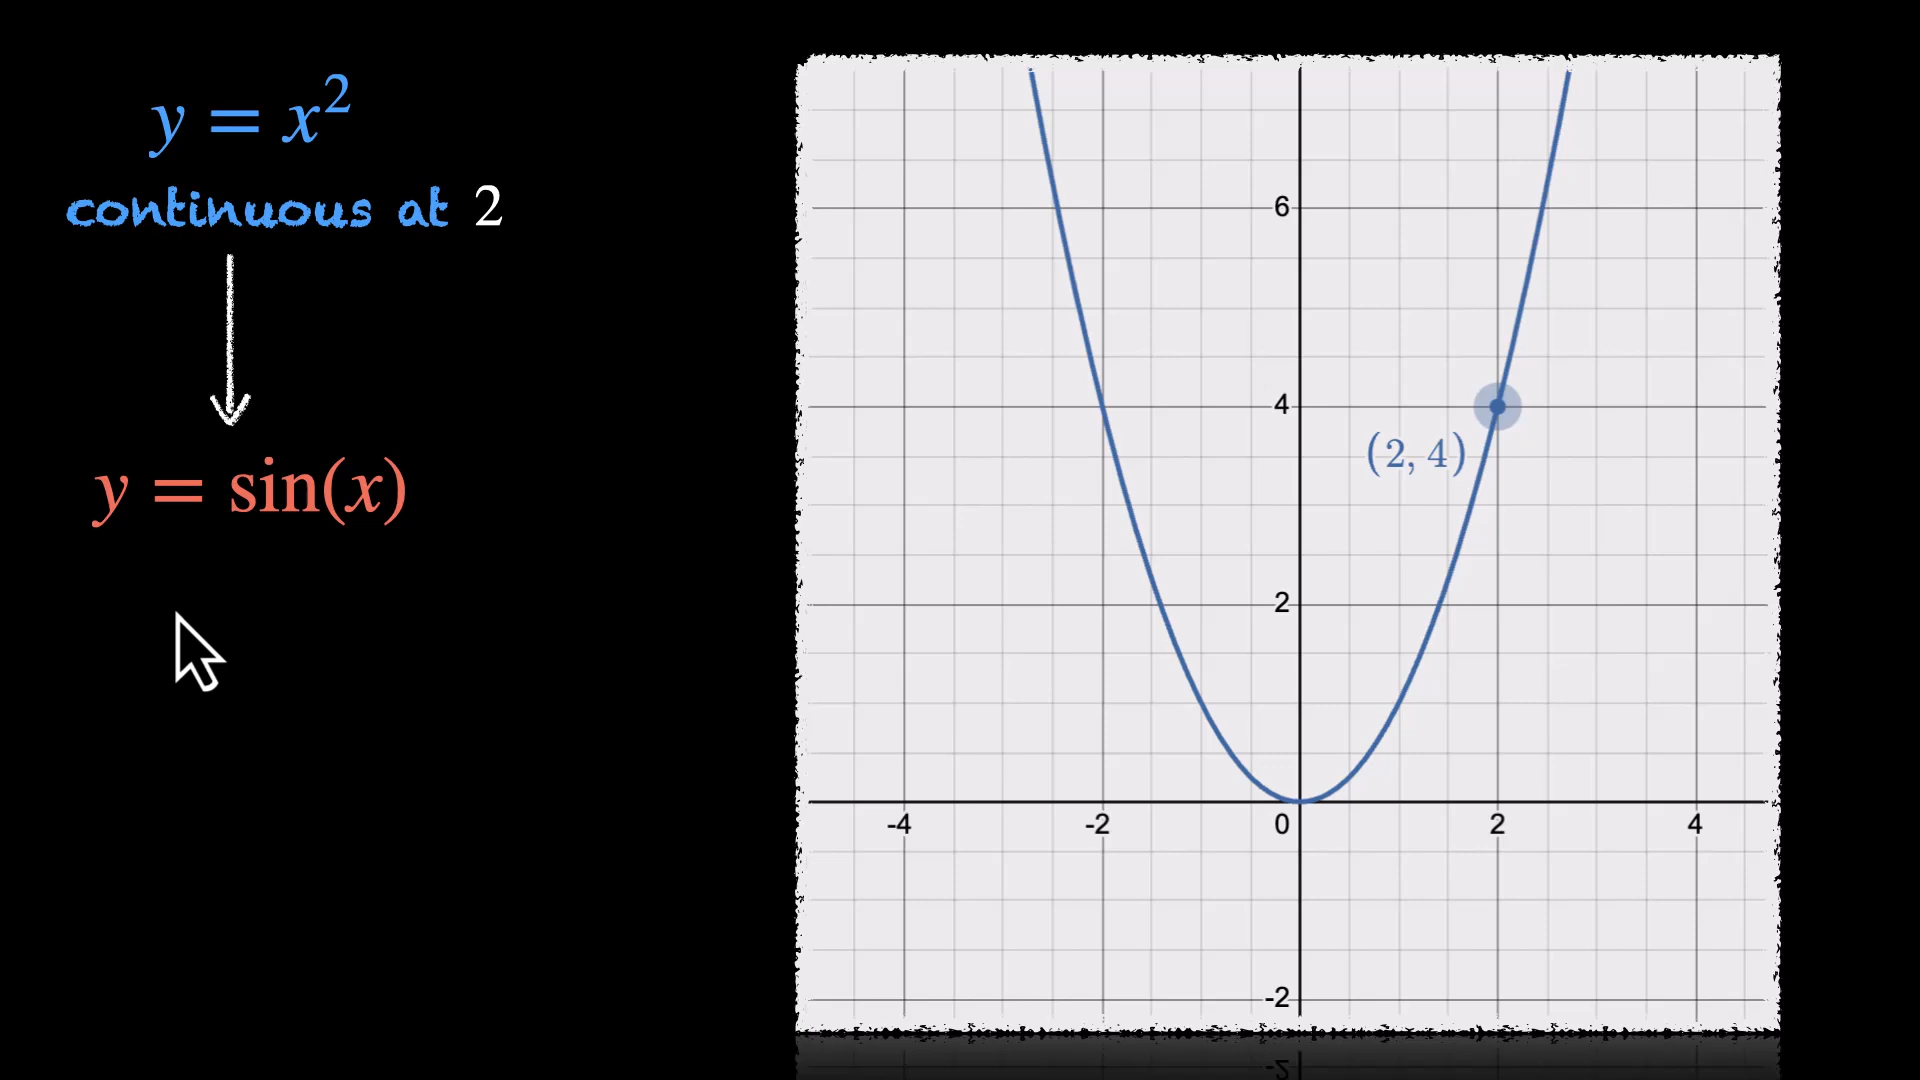 y = x²
continuous at 2
y = sin(x)
6
4
(2, 4)
2
-4 -2 0 2 4
-2